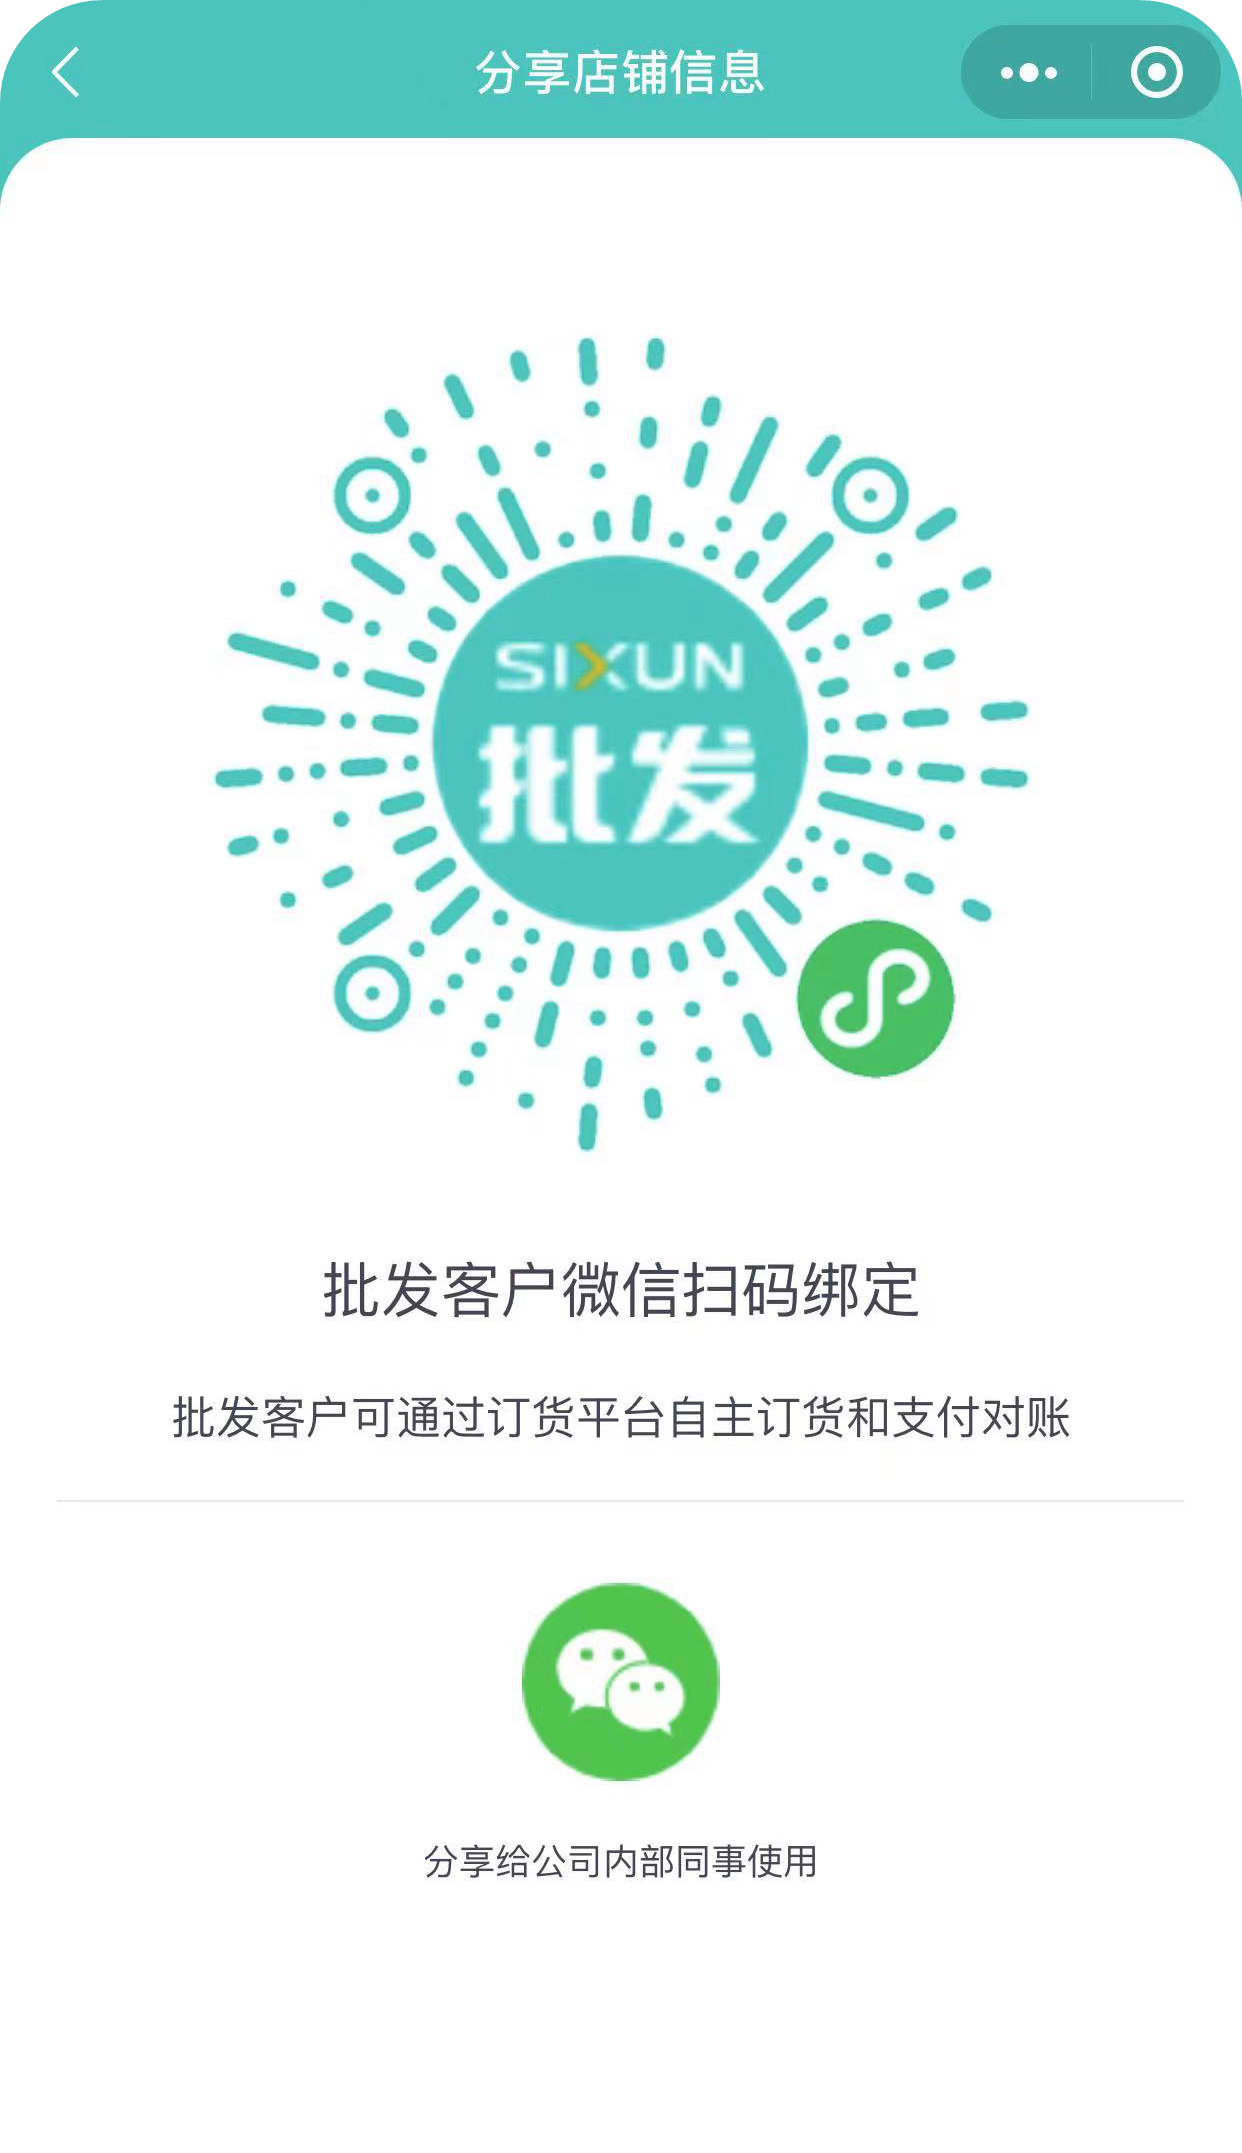 分享店铺信息
SIXUN
批发
批发客户微信扫码绑定
批发客户可通过订货平台自主订货和支付对账
分享给公司内部同事使用